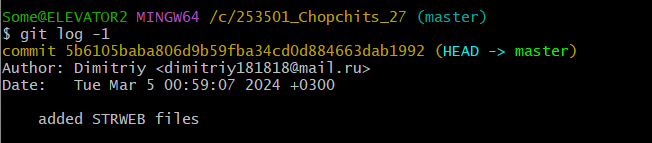 Some@ELEVATOR2 MINGW64 /c/253501_Chopchits_27 (master)
$ git log -1
commit 5b6105baba806d9b59fba34cd0d884663dab1992 (HEAD -> master)
Author: Dimitriy <dimitriy181818@mail.ru>
Date:   Tue Mar 5 00:59:07 2024 +0300
    added STRWEB files